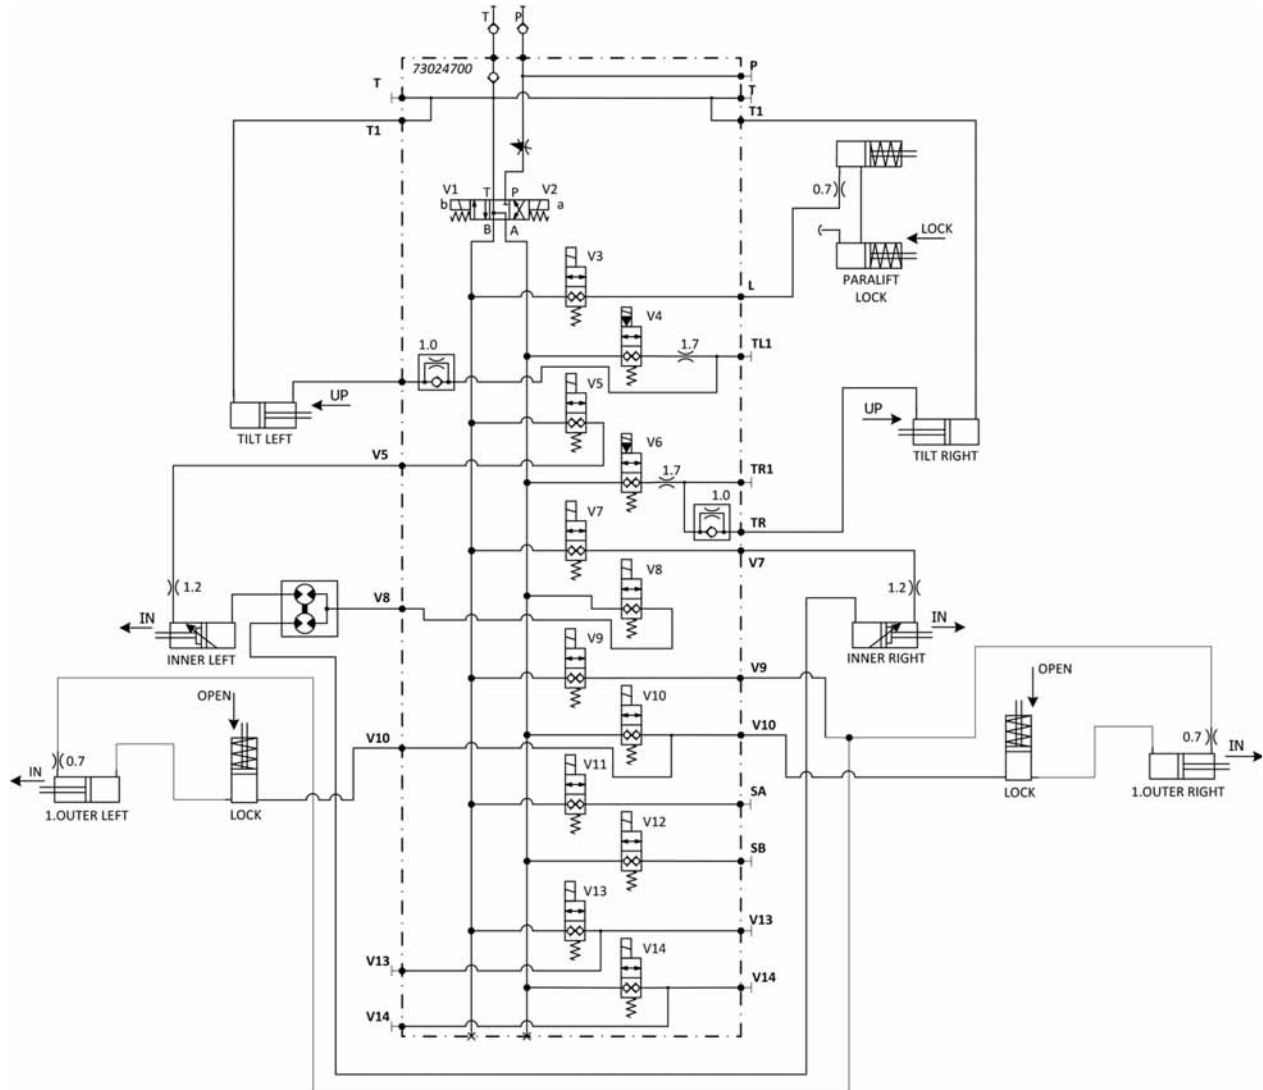 T P
73024700
P
T T
T1 T1
V1 T P V2
b a
B A
0.7
LOCK
PARALIFT
LOCK
V3
L
V4
1.0 1.7 TL1
V5
UP UP
TILT LEFT TILT RIGHT
V6
V5 1.7 TR1
1.0
TR
V7
V7
V8
1.2 V8 1.2
IN IN
V9
INNER LEFT INNER RIGHT
V9
OPEN OPEN
V10
V10 V10
0.7 0.7
V11
IN IN
SA
1.OUTER LEFT LOCK LOCK 1.OUTER RIGHT
V12
SB
V13
V13
V14
V13
V14
V14